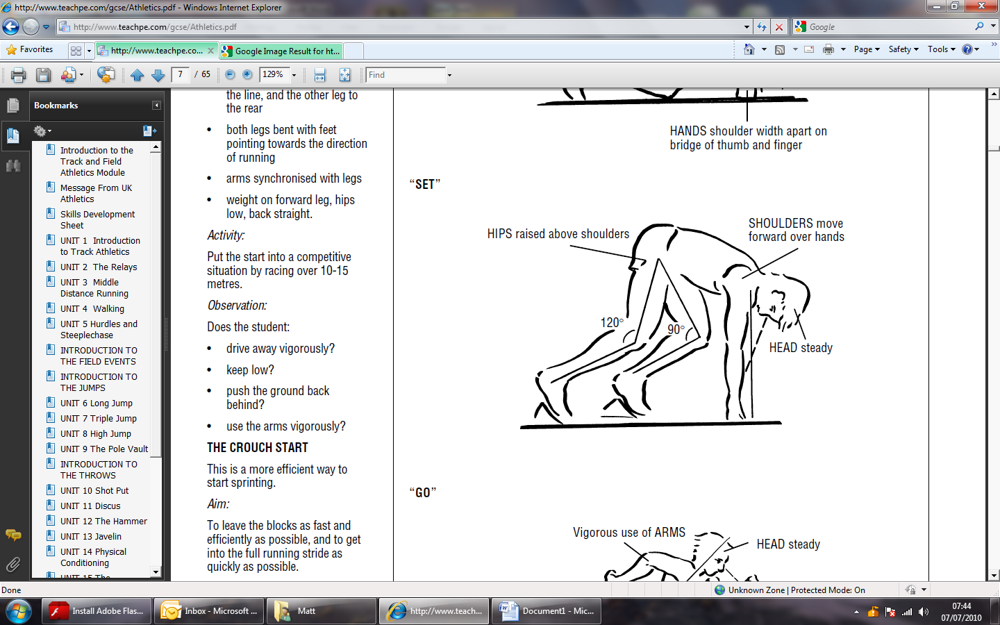 http://www.teachpe.com/gcse/Athletics.pdf - Windows Internet Explorer
http://www.teachpe.com/gcse/Athletics.pdf
Google
Favorites
http://www.teachpe.co...
Google Image Result for ht...
Page
Safety
Tools
7 / 65
129%
Find
Bookmarks
Introduction to the
Track and Field
Athletics Module
Message From UK
Athletics
Skills Development
Sheet
UNIT 1 Introduction
to Track Athletics
UNIT 2 The Relays
UNIT 3 Middle
Distance Running
UNIT 4 Walking
UNIT 5 Hurdles and
Steeplechase
INTRODUCTION TO
THE FIELD EVENTS
INTRODUCTION TO
THE JUMPS
UNIT 6 Long Jump
UNIT 7 Triple Jump
UNIT 8 High Jump
UNIT 9 The Pole Vault
INTRODUCTION TO
THE THROWS
UNIT 10 Shot Put
UNIT 11 Discus
UNIT 12 The Hammer
UNIT 13 Javelin
UNIT 14 Physical
Conditioning
UNIT 15 The
the line, and the other leg to
the rear
• both legs bent with feet
pointing towards the direction
of running
• arms synchronised with legs
• weight on forward leg, hips
low, back straight.
Activity:
Put the start into a competitive
situation by racing over 10-15
metres.
Observation:
Does the student:
• drive away vigorously?
• keep low?
• push the ground back
behind?
• use the arms vigorously?
THE CROUCH START
This is a more efficient way to
start sprinting.
Aim:
To leave the blocks as fast and
efficiently as possible, and to get
into the full running stride as
quickly as possible.
HANDS shoulder width apart on
bridge of thumb and finger
“SET”
HIPS raised above shoulders
SHOULDERS move
forward over hands
120°
90°
HEAD steady
“GO”
Vigorous use of ARMS
HEAD steady
Done
Unknown Zone | Protected Mode: On
Install Adobe Flas...
Inbox - Microsoft ...
Matt
http://www.teach...
Document1 - Mic...
07:44
07/07/2010